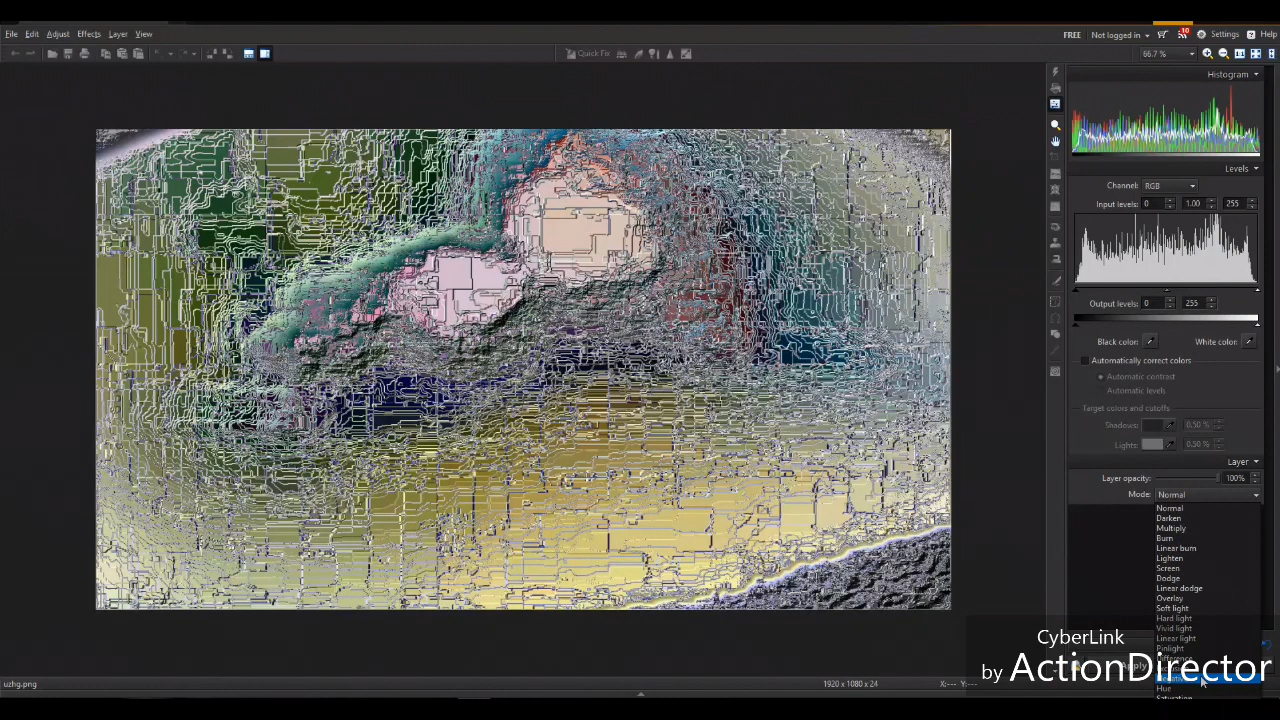 File Edit Adjust Effects Layer View
FREE Not logged in 10 Settings Help
Quick Fix
66.7 %
Histogram
Levels
Channel: RGB
Input levels: 0 1.00 255
Output levels: 0 255
Black color: White color:
Automatically correct colors
Automatic contrast
Automatic levels
Target colors and cutoffs
Shadows: 0.50 %
Lights: 0.50 %
Layer
Layer opacity: 100%
Mode: Normal
Normal
Darken
Multiply
Burn
Linear burn
Lighten
Screen
Dodge
Linear dodge
Overlay
Soft light
Hard light
Vivid light
Linear light
Pinlight
Difference
Hue
Saturation
CyberLink
by ActionDirector
uzhg.png
1920 x 1080 x 24 X:--- Y:---